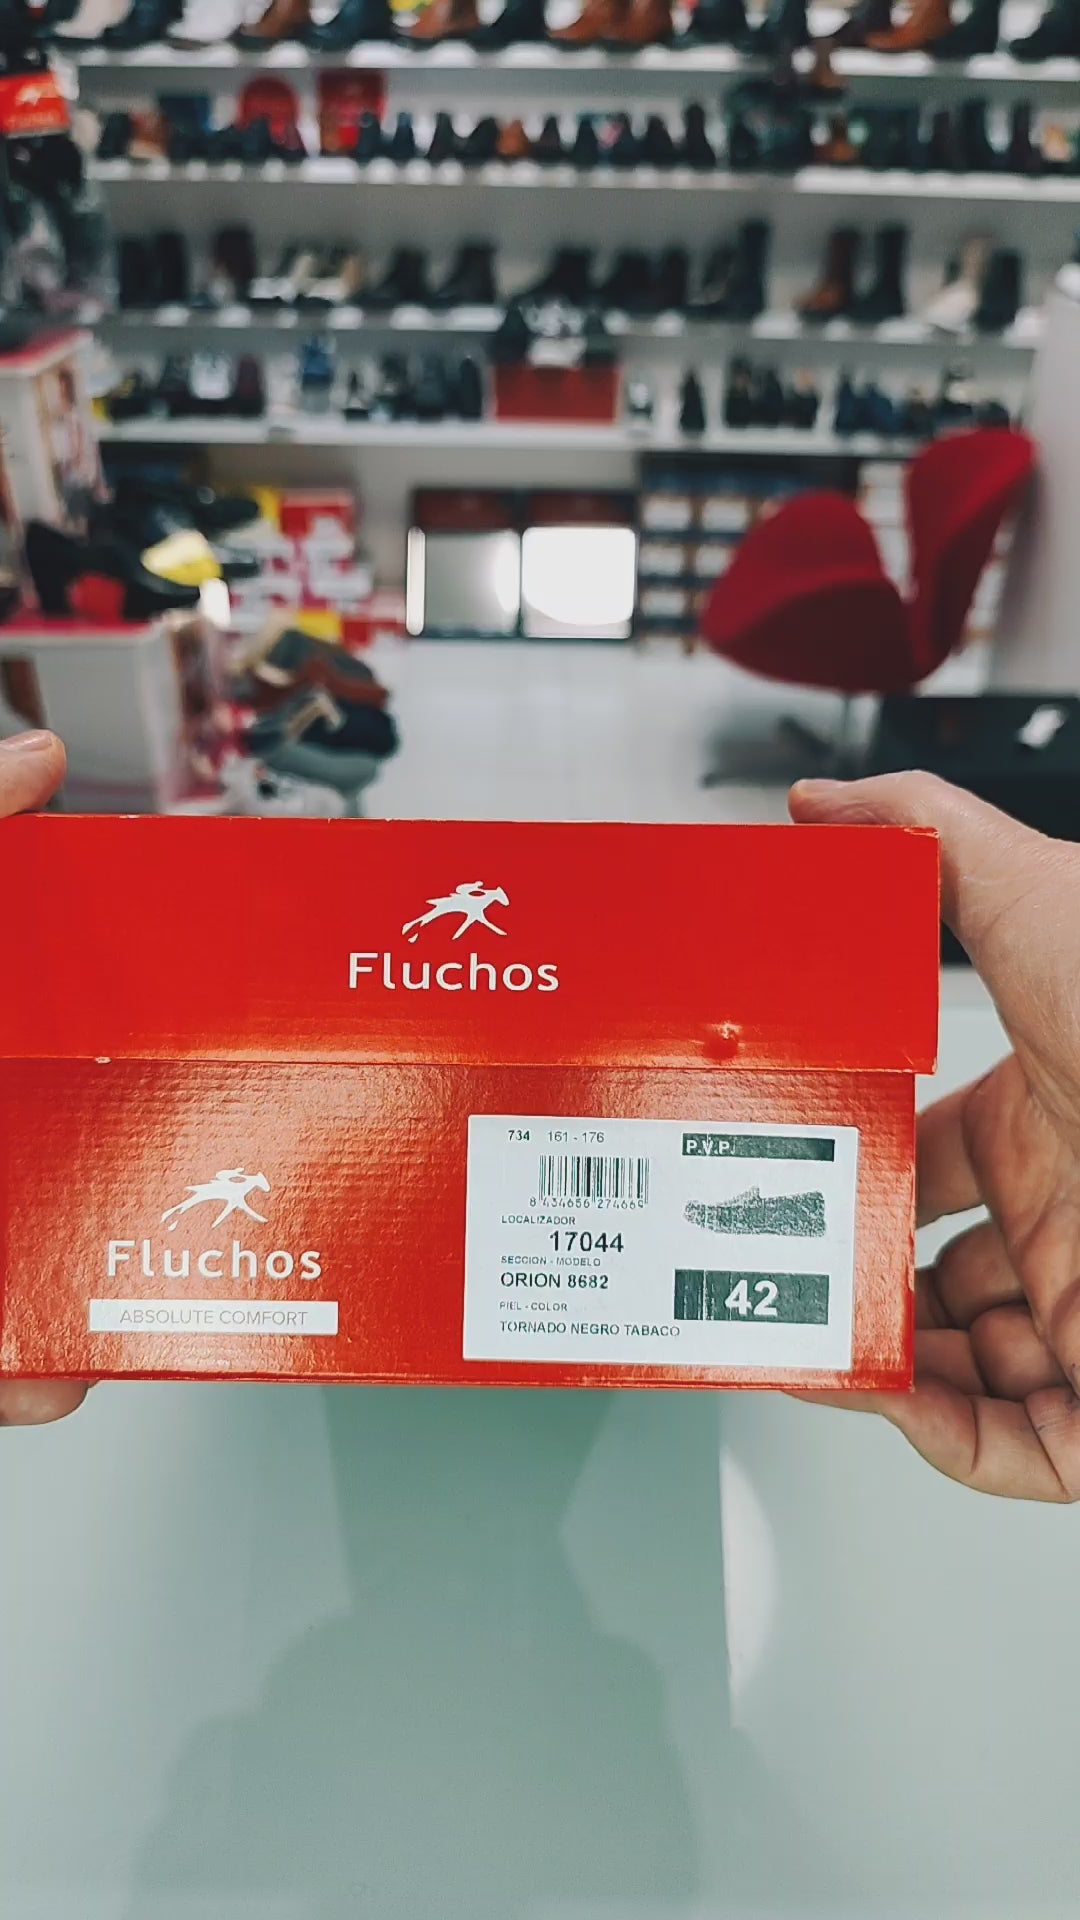 Fluchos
Fluchos
ABSOLUTE COMFORT
734 161 - 176
P.V.P.
LOCALIZADOR
17044
SECCION - MODELO
ORION 8682
42
PIEL - COLOR
TORNADO NEGRO TABACO